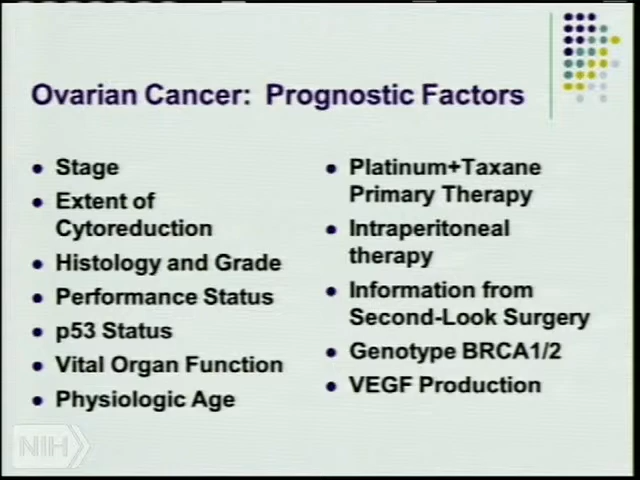 Ovarian Cancer: Prognostic Factors
Stage
Extent of
Cytoreduction
Histology and Grade
Performance Status
p53 Status
Vital Organ Function
Physiologic Age
Platinum+Taxane
Primary Therapy
Intraperitoneal
therapy
Information from
Second-Look Surgery
Genotype BRCA1/2
VEGF Production
NIH